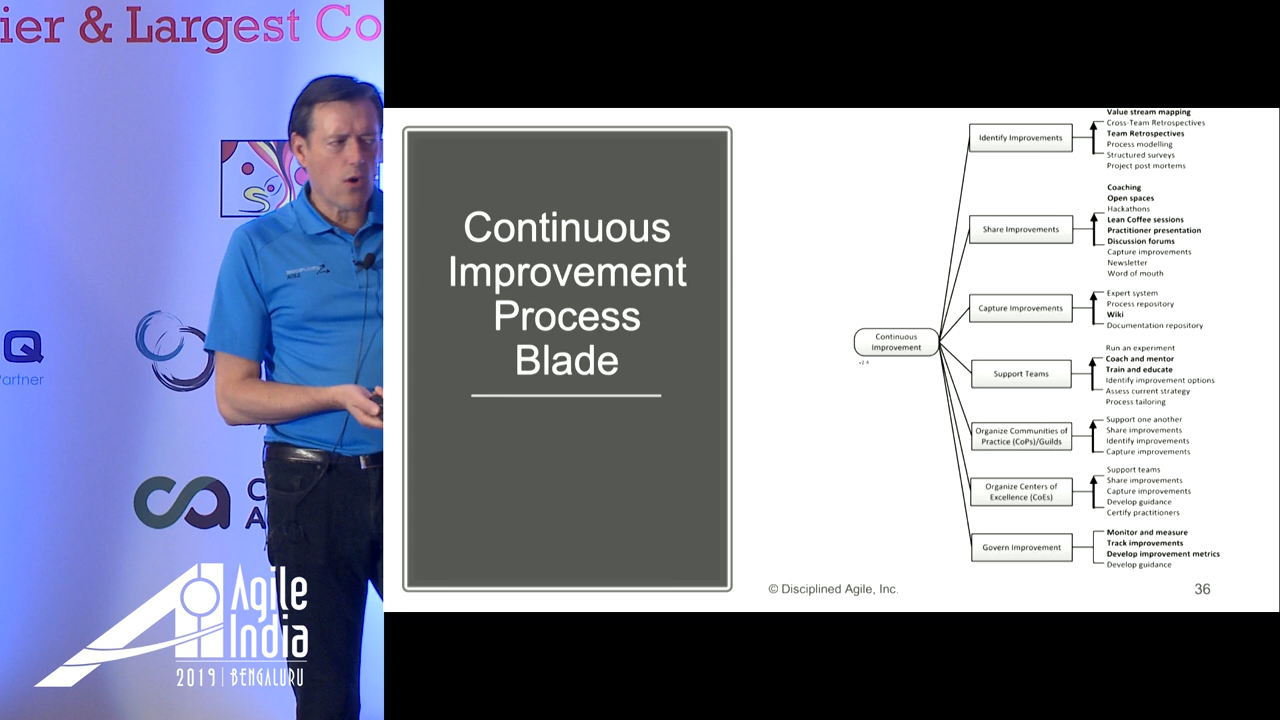 ier & Largest Co
Q
artner
Agile
India
2019 | BENGALURU
Continuous
Improvement
Process
Blade
Continuous
Improvement
Identify Improvements
Value stream mapping
Cross-Team Retrospectives
Team Retrospectives
Process modelling
Structured surveys
Project post mortems
Share Improvements
Coaching
Open spaces
Hackathons
Lean Coffee sessions
Practitioner presentation
Discussion forums
Capture improvements
Newsletter
Word of mouth
Capture Improvements
Expert system
Process repository
Wiki
Documentation repository
Support Teams
Run an experiment
Coach and mentor
Train and educate
Identify improvement options
Assess current strategy
Process tailoring
Organize Communities of
Practice (CoPs)/Guilds
Support one another
Share improvements
Identify improvements
Capture improvements
Organize Centers of
Excellence (CoEs)
Support teams
Share improvements
Capture improvements
Develop guidance
Certify practitioners
Govern Improvement
Monitor and measure
Track improvements
Develop improvement metrics
Develop guidance
© Disciplined Agile, Inc.
36